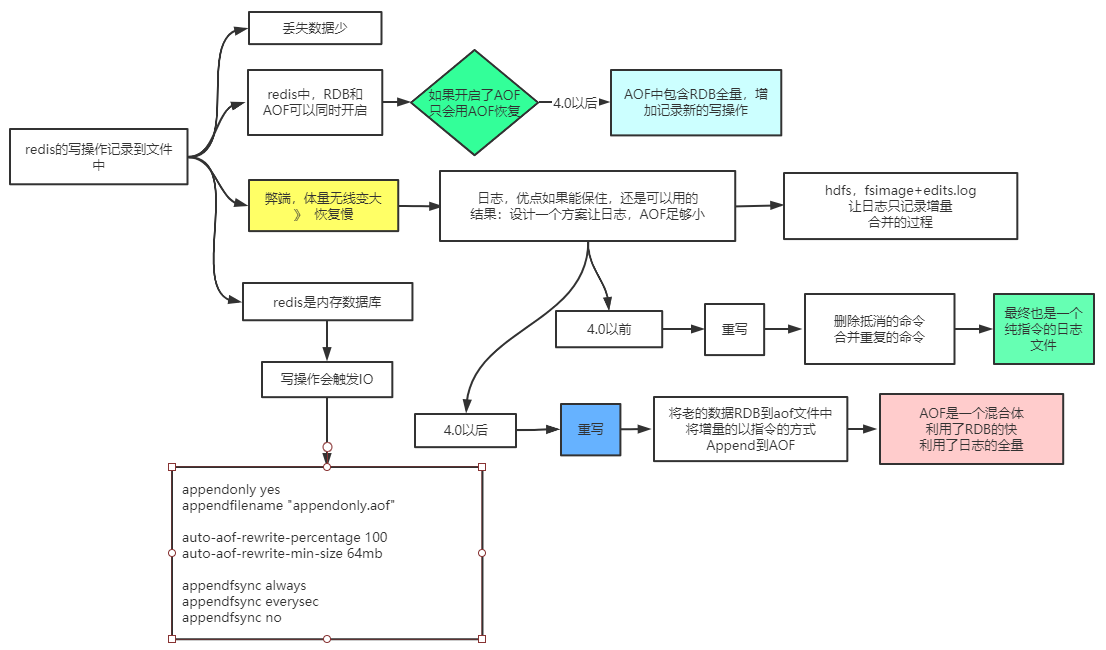 丢失数据少
redis中，RDB和
AOF可以同时开启
如果开启了AOF
只会用AOF恢复
4.0以后
AOF中包含RDB全量，增
加记录新的写操作
redis的写操作记录到文件
中
弊端，体量无线变大
》 恢复慢
日志，优点如果能保住，还是可以用的
结果：设计一个方案让日志，AOF足够小
hdfs，fsimage+edits.log
让日志只记录增量
合并的过程
redis是内存数据库
4.0以前
重写
删除抵消的命令
合并重复的命令
最终也是一个
纯指令的日志
文件
写操作会触发IO
4.0以后
重写
将老的数据RDB到aof文件中
将增量的以指令的方式
Append到AOF
AOF是一个混合体
利用了RDB的快
利用了日志的全量
appendonly yes
appendfilename "appendonly.aof"
auto-aof-rewrite-percentage 100
auto-aof-rewrite-min-size 64mb
appendfsync always
appendfsync everysec
appendfsync no